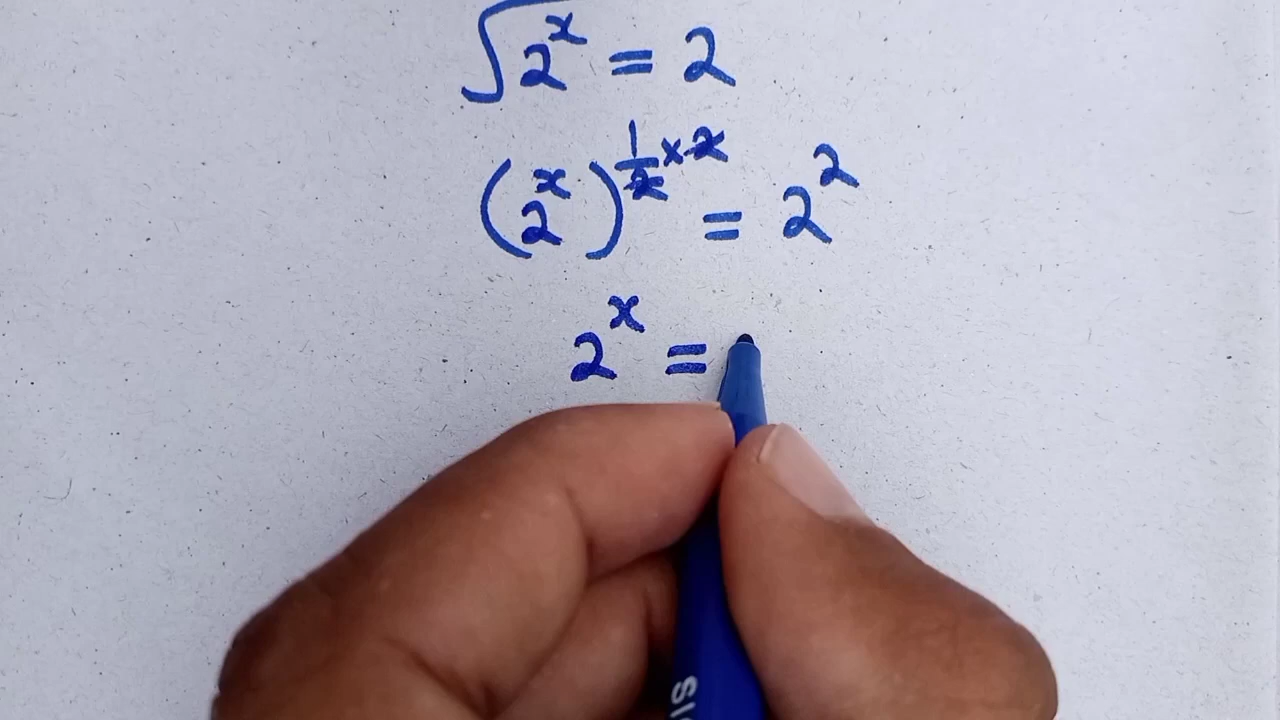 √2^x = 2
(2^x)^(1/2 × 2) = 2^2
2^x =